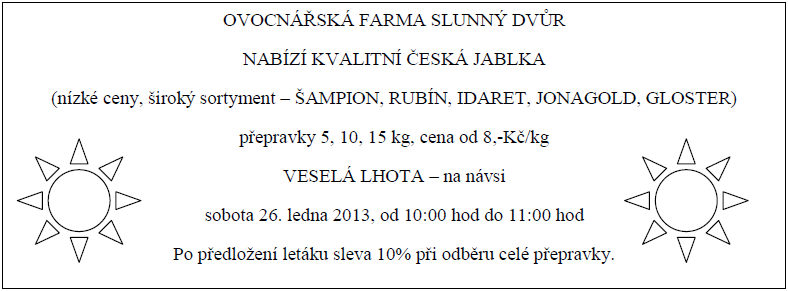 OVOCNÁŘSKÁ FARMA SLUNNÝ DVŮR
NABÍZÍ KVALITNÍ ČESKÁ JABLKA
(nízké ceny, široký sortyment – ŠAMPION, RUBÍN, IDARET, JONAGOLD, GLOSTER)
přepravky 5, 10, 15 kg, cena od 8,-Kč/kg
VESELÁ LHOTA – na návsi
sobota 26. ledna 2013, od 10:00 hod do 11:00 hod
Po předložení letáku sleva 10% při odběru celé přepravky.